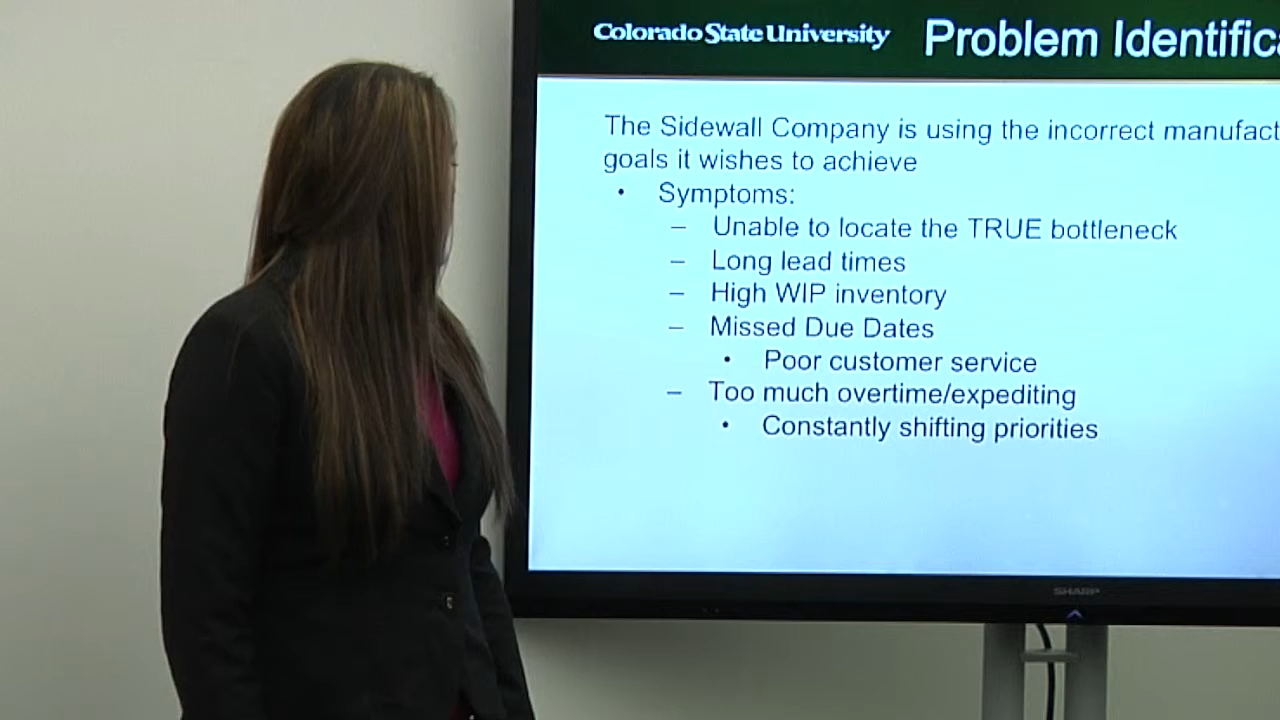 Colorado State University Problem Identific
The Sidewall Company is using the incorrect manufact
goals it wishes to achieve
• Symptoms:
– Unable to locate the TRUE bottleneck
– Long lead times
– High WIP inventory
– Missed Due Dates
• Poor customer service
– Too much overtime/expediting
• Constantly shifting priorities
SHARP